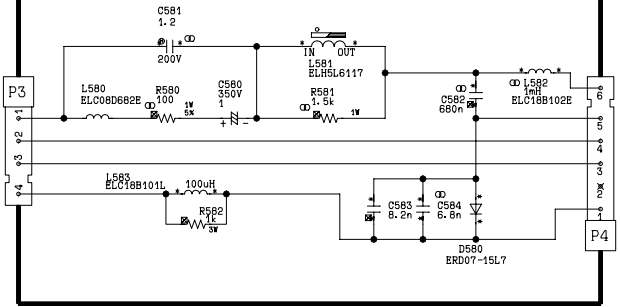 C581
1.2
200V
IN OUT
L581
ELH5L6117
P3
L580
ELC08D682E
R580
100
1W
5%
C580
350V
1
+ -
R581
1.5k
1W
C582
680n
L582
1mH
ELC18B102E
1
2
3
4
6
5
4
3
2
1
L583
ELC18B101L
100uH
R582
1k
3W
C583
8.2n
C584
6.8n
D580
ERD07-15L7
P4